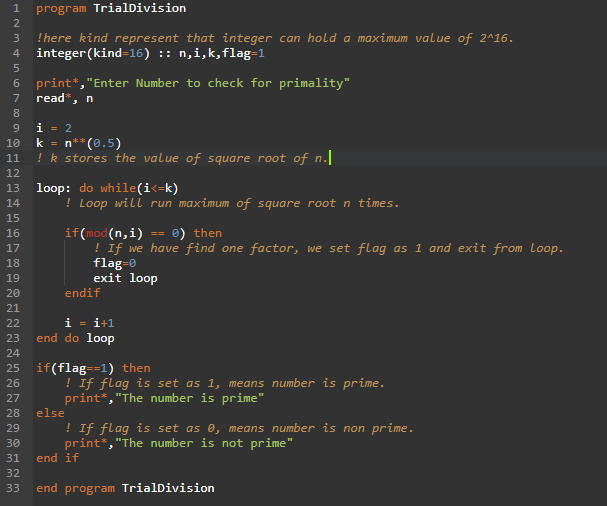 1 program TrialDivision
2
3 !here kind represent that integer can hold a maximum value of 2^16.
4 integer(kind=16) :: n,i,k,flag=1
5
6 print*,"Enter Number to check for primality"
7 read*, n
8
9 i = 2
10 k = n**(0.5)
11 ! k stores the value of square root of n.
12
13 loop: do while(i<=k)
14     ! Loop will run maximum of square root n times.
15
16     if(mod(n,i) == 0) then
17         ! If we have find one factor, we set flag as 1 and exit from loop.
18         flag=0
19         exit loop
20     endif
21
22     i = i+1
23 end do loop
24
25 if(flag==1) then
26     ! If flag is set as 1, means number is prime.
27     print*,"The number is prime"
28 else
29     ! If flag is set as 0, means number is non prime.
30     print*,"The number is not prime"
31 end if
32
33 end program TrialDivision